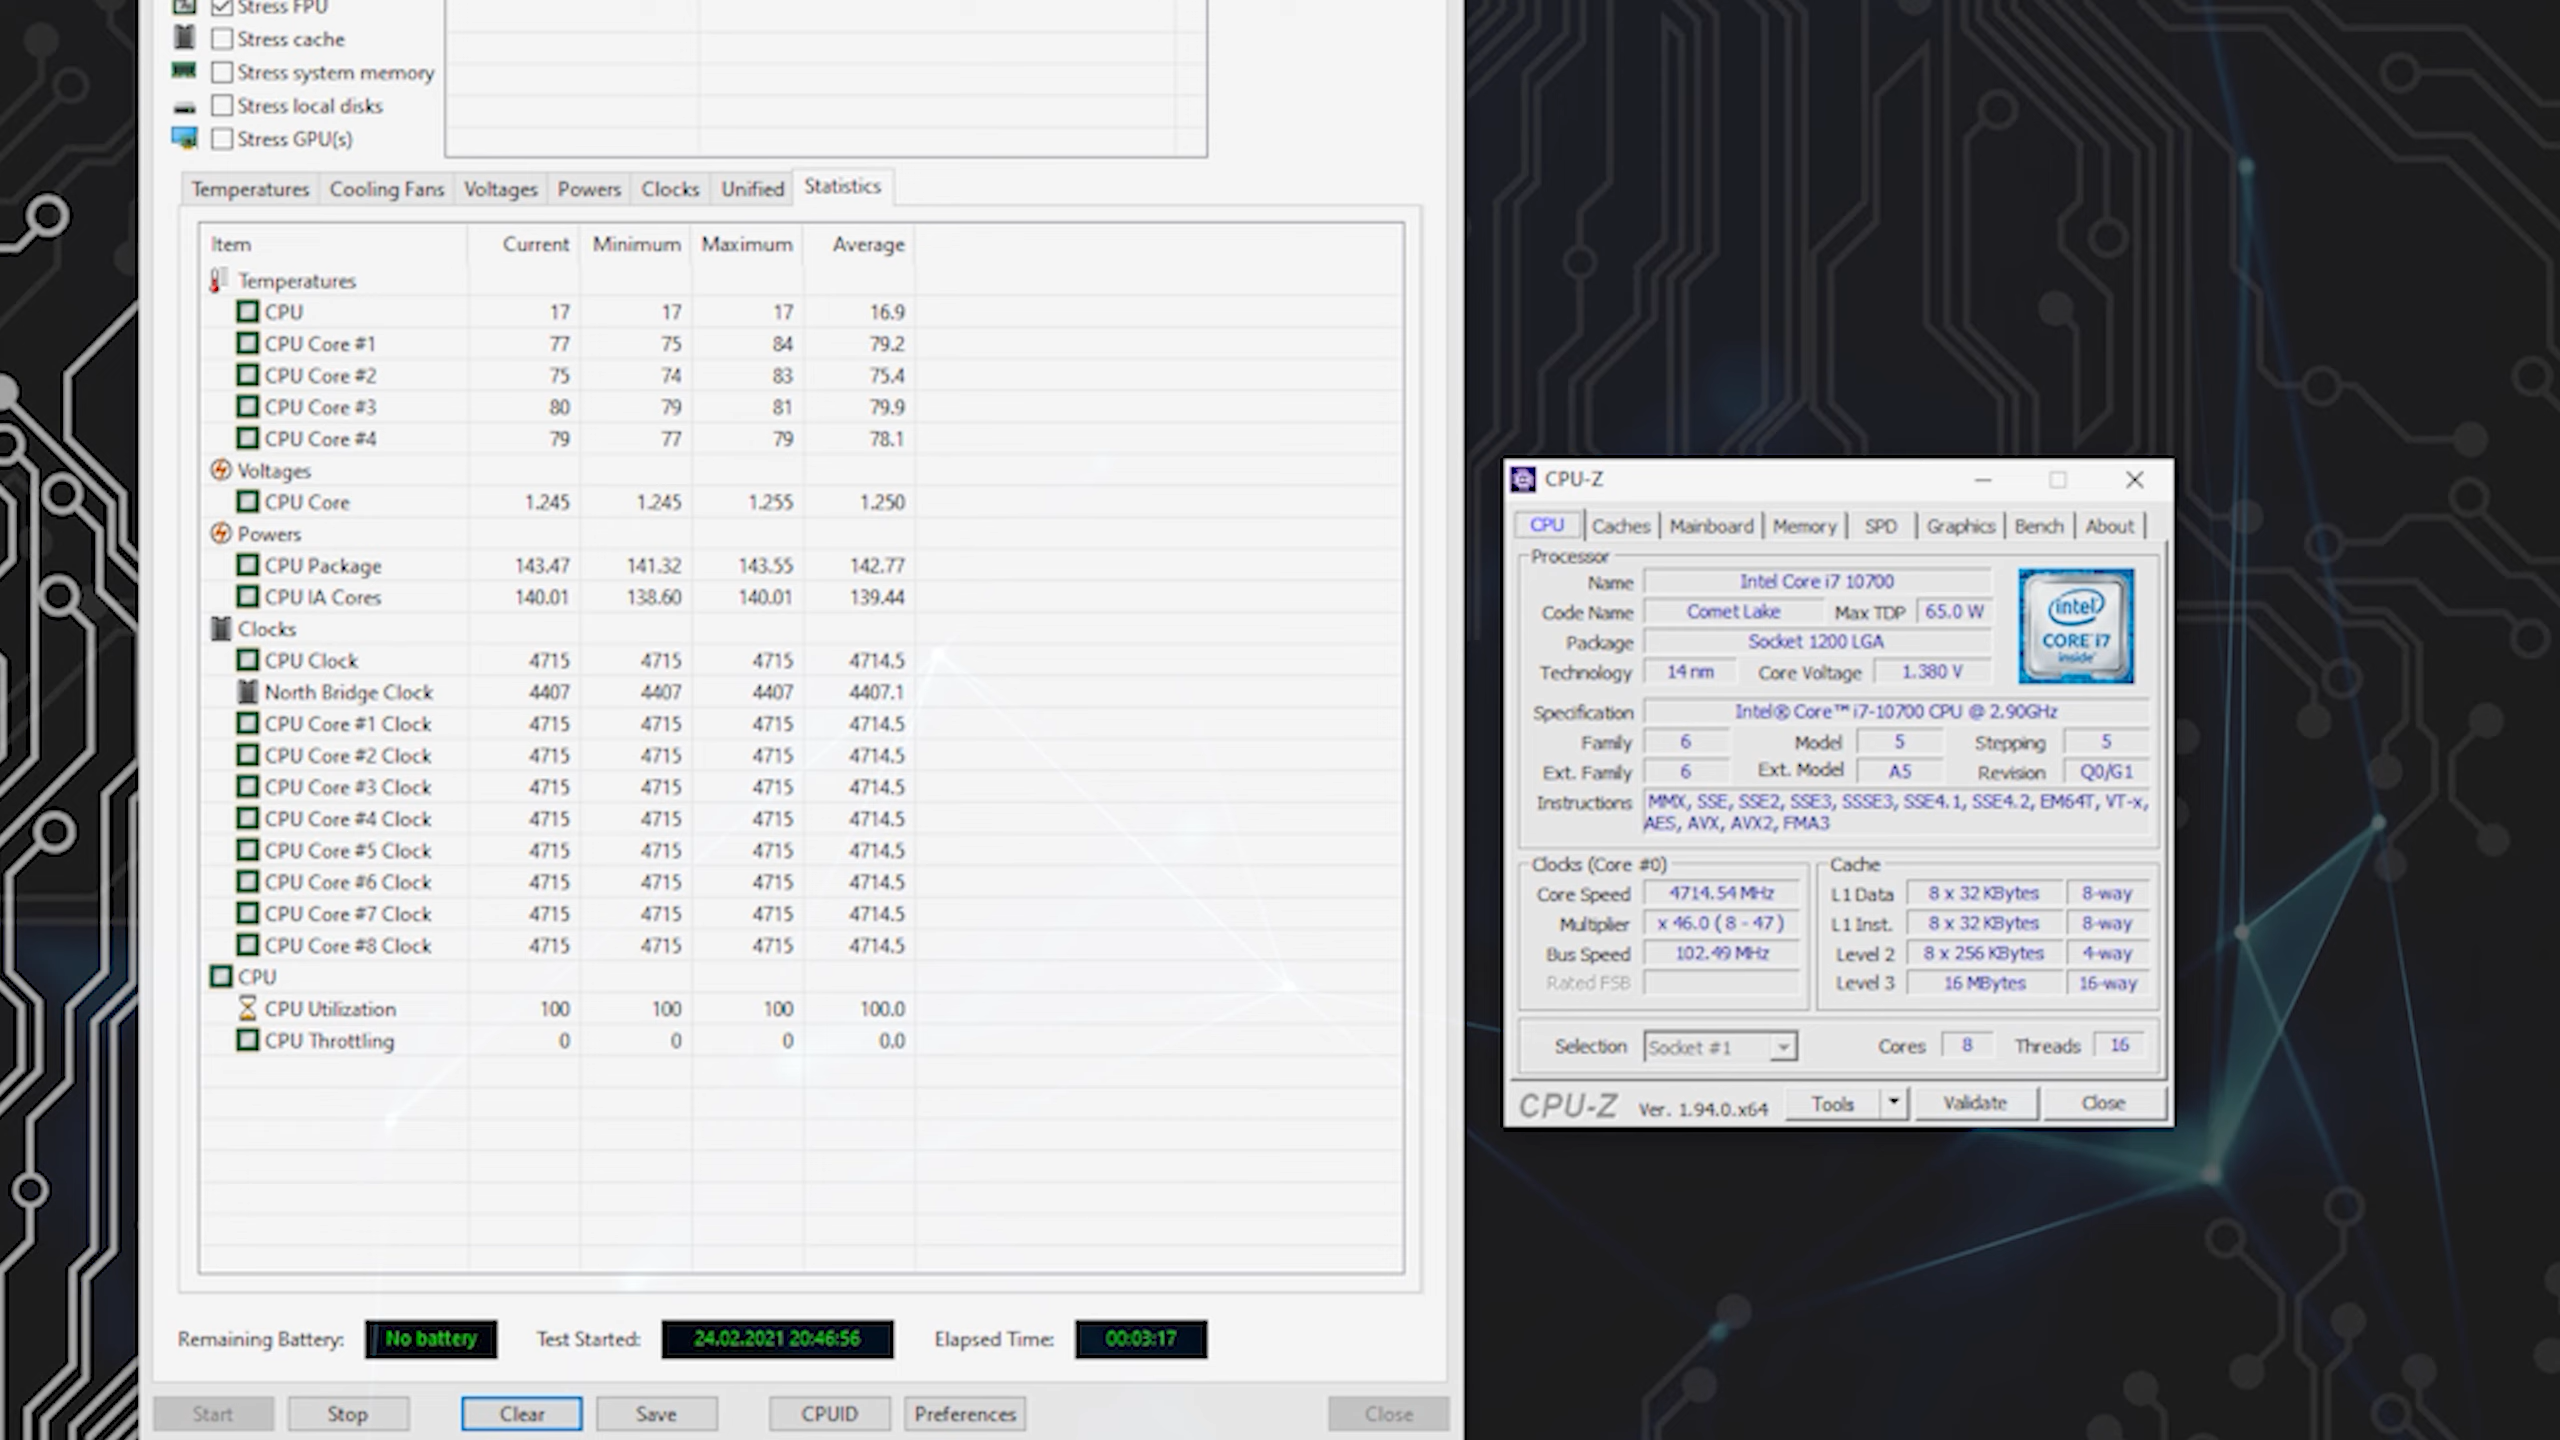 Stress FPU
Stress cache
Stress system memory
Stress local disks
Stress GPU(s)
Temperatures Cooling Fans Voltages Powers Clocks Unified Statistics
Item Current Minimum Maximum Average
Temperatures
CPU 17 17 17 16.9
CPU Core #1 77 75 84 79.2
CPU Core #2 75 74 83 75.4
CPU Core #3 80 79 81 79.9
CPU Core #4 79 77 79 78.1
Voltages
CPU Core 1.245 1.245 1.255 1.250
Powers
CPU Package 143.47 141.32 143.55 142.77
CPU IA Cores 140.01 138.60 140.01 139.44
Clocks
CPU Clock 4715 4715 4715 4714.5
North Bridge Clock 4407 4407 4407 4407.1
CPU Core #1 Clock 4715 4715 4715 4714.5
CPU Core #2 Clock 4715 4715 4715 4714.5
CPU Core #3 Clock 4715 4715 4715 4714.5
CPU Core #4 Clock 4715 4715 4715 4714.5
CPU Core #5 Clock 4715 4715 4715 4714.5
CPU Core #6 Clock 4715 4715 4715 4714.5
CPU Core #7 Clock 4715 4715 4715 4714.5
CPU Core #8 Clock 4715 4715 4715 4714.5
CPU
CPU Utilization 100 100 100 100.0
CPU Throttling 0 0 0 0.0
Remaining Battery: No battery Test Started: 24.02.2021 20:46:56 Elapsed Time: 00:03:17
Start Stop Clear Save CPUID Preferences Close
CPU-Z
CPU Caches Mainboard Memory SPD Graphics Bench About
Processor
Name Intel Core i7 10700
Code Name Comet Lake Max TDP 65.0 W
Package Socket 1200 LGA
Technology 14 nm Core Voltage 1.380 V
intel
CORE i7
inside
Specification Intel® Core™ i7-10700 CPU @ 2.90GHz
Family 6 Model 5 Stepping 5
Ext. Family 6 Ext. Model A5 Revision Q0/G1
Instructions MMX, SSE, SSE2, SSE3, SSSE3, SSE4.1, SSE4.2, EM64T, VT-x,
AES, AVX, AVX2, FMA3
Clocks (Core #0) Cache
Core Speed 4714.54 MHz L1 Data 8 x 32 KBytes 8-way
Multiplier x 46.0 ( 8 - 47 ) L1 Inst. 8 x 32 KBytes 8-way
Bus Speed 102.49 MHz Level 2 8 x 256 KBytes 4-way
Rated FSB Level 3 16 MBytes 16-way
Selection Socket #1 Cores 8 Threads 16
CPU-Z Ver. 1.94.0.x64 Tools Validate Close